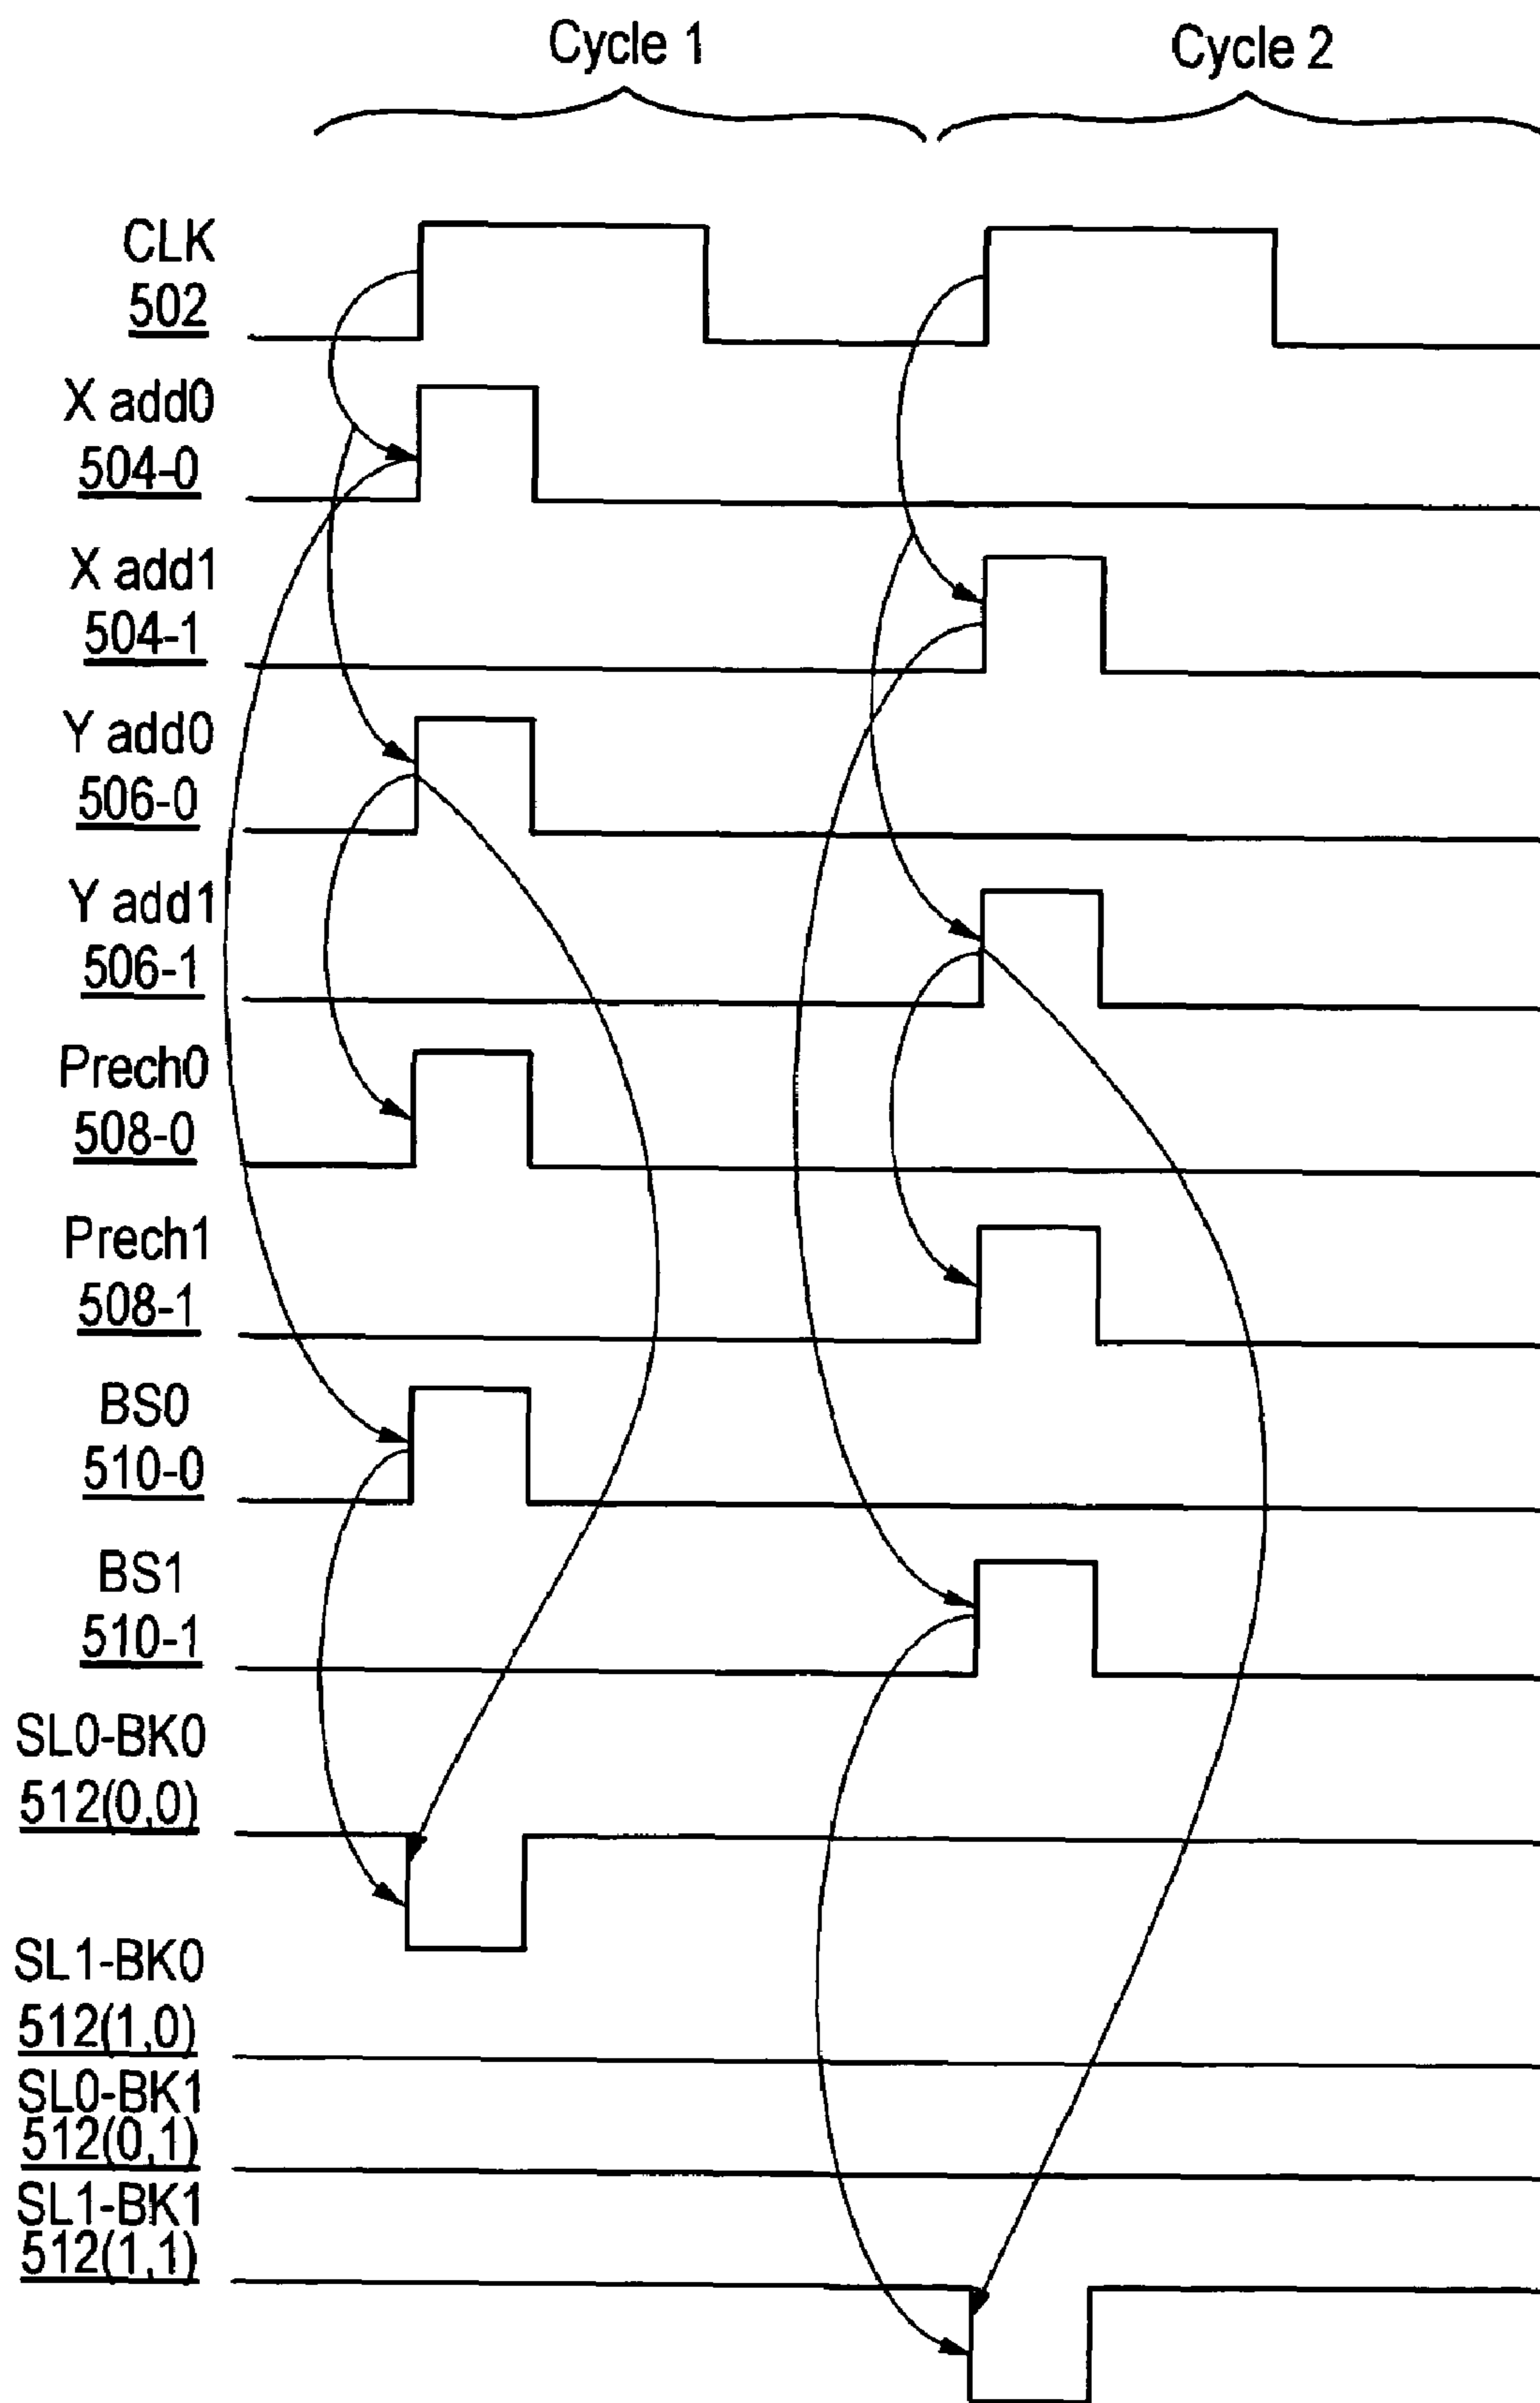 Cycle 1
Cycle 2
CLK
502
X add0
504-0
X add1
504-1
Y add0
506-0
Y add1
506-1
Prech0
508-0
Prech1
508-1
BS0
510-0
BS1
510-1
SL0-BK0
512(0,0)
SL1-BK0
512(1,0)
SL0-BK1
512(0,1)
SL1-BK1
512(1,1)